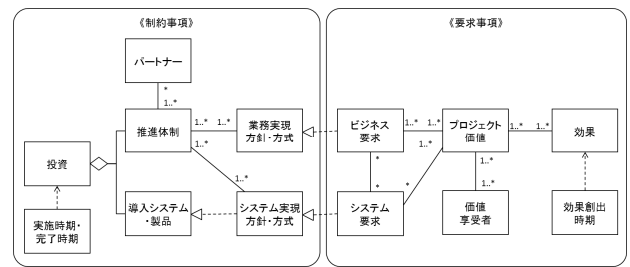 《制約事項》
《要求事項》
パートナー
*
1..*
推進体制
1..*
1..*
業務実現
方針・方式
ビジネス
要求
1..*
1..*
プロジェクト
価値
1..*
1..*
効果
1..*
1..*
1..*
投資
*
1..*
1..*
*
*
導入システム
・製品
システム実現
方針・方式
システム
要求
価値
享受者
実施時期・
完了時期
効果創出
時期